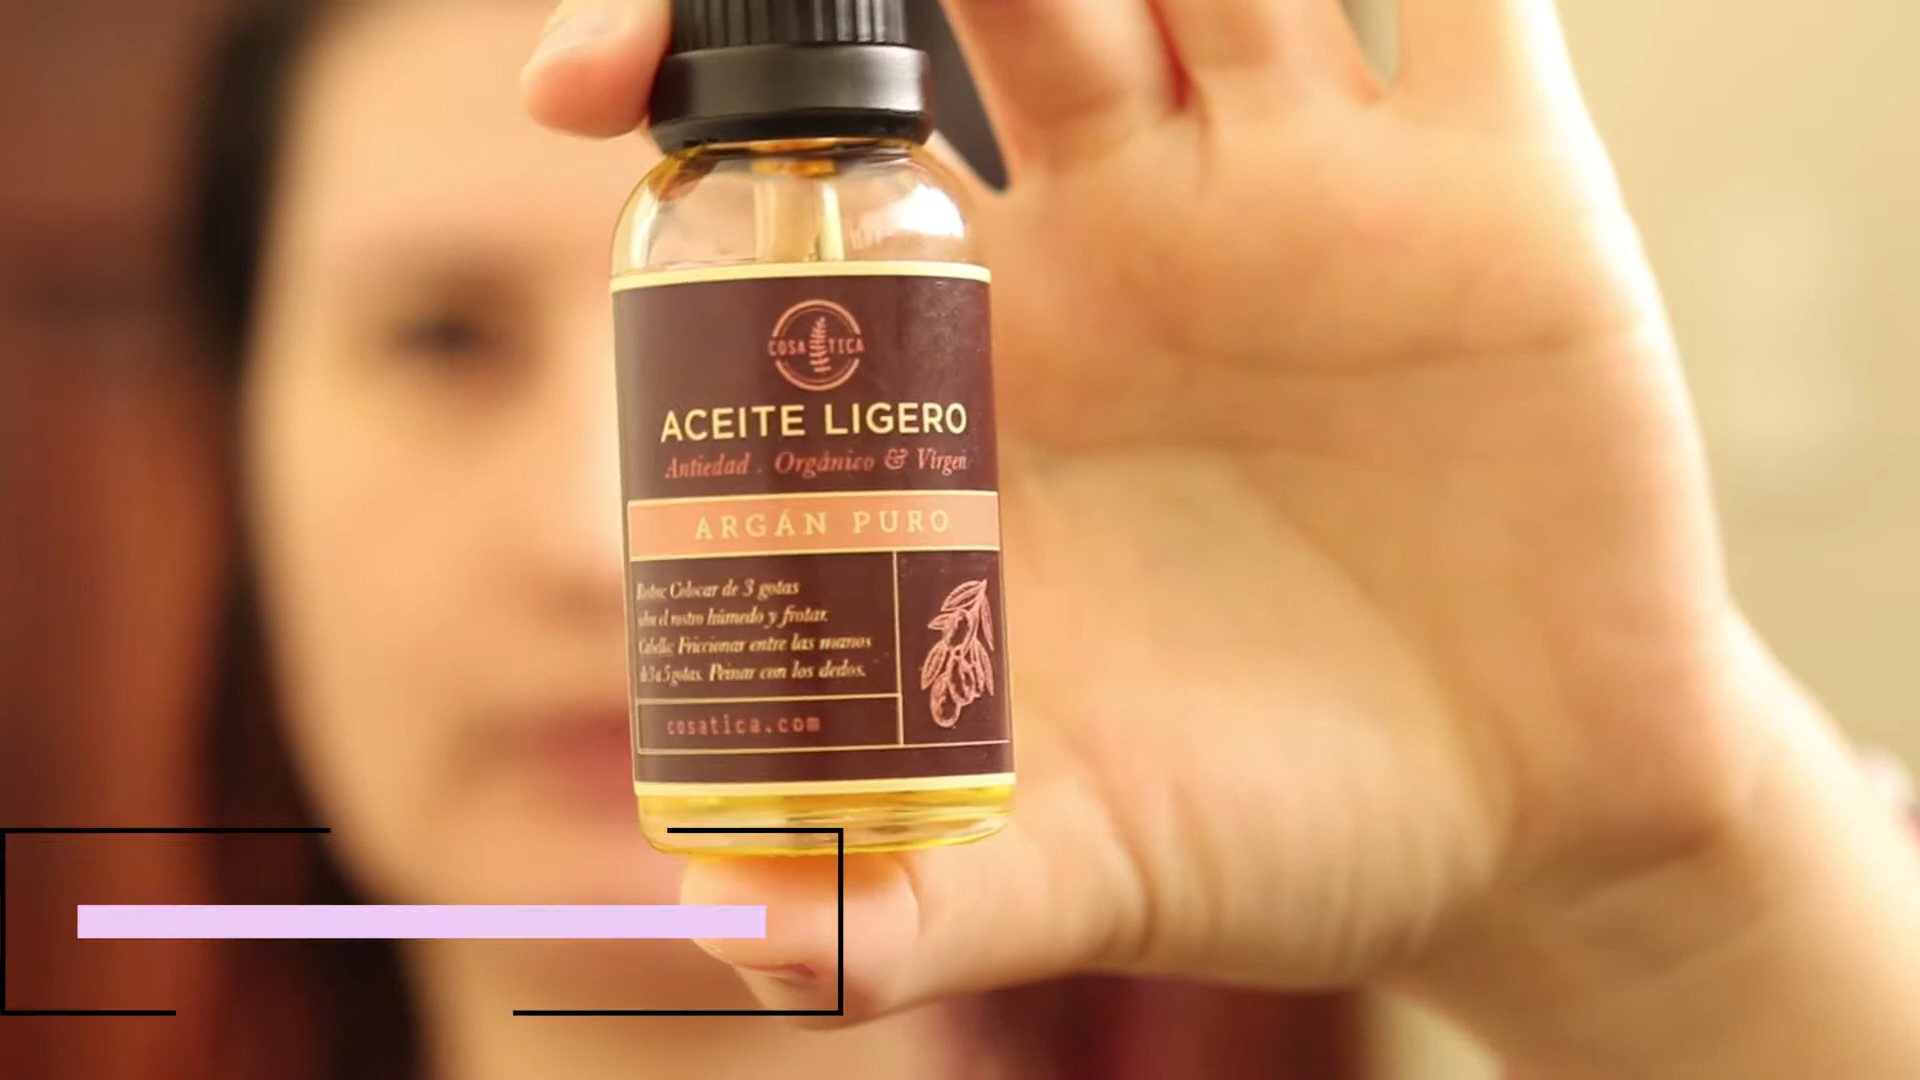 COSA TICA
ACEITE LIGERO
Antiedad . Orgánico & Virgen
ARGÁN PURO
Rostro: Colocar de 3 gotas
sobre el rostro húmedo y frotar.
Cabello: Friccionar entre las manos
de 3 a 5 gotas. Peinar con los dedos.
cosatica.com